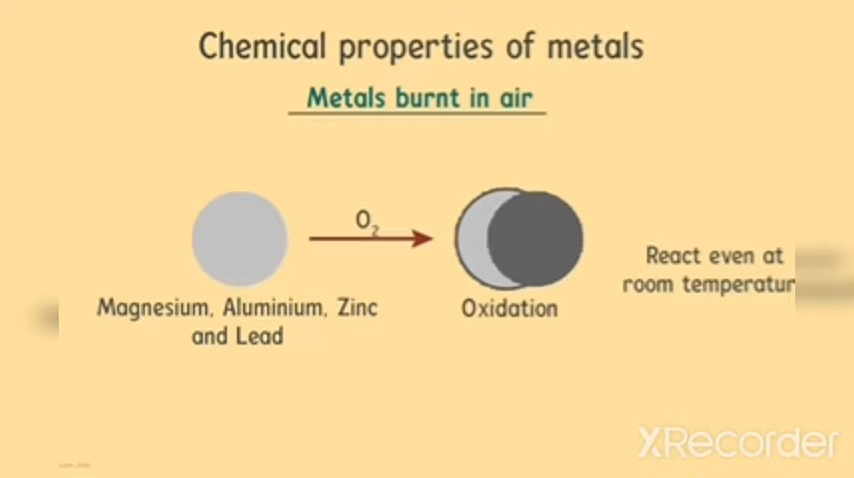 Chemical properties of metals
Metals burnt in air
O₂
Magnesium, Aluminium, Zinc
and Lead
Oxidation
React even at
room temperatur
XRecorder